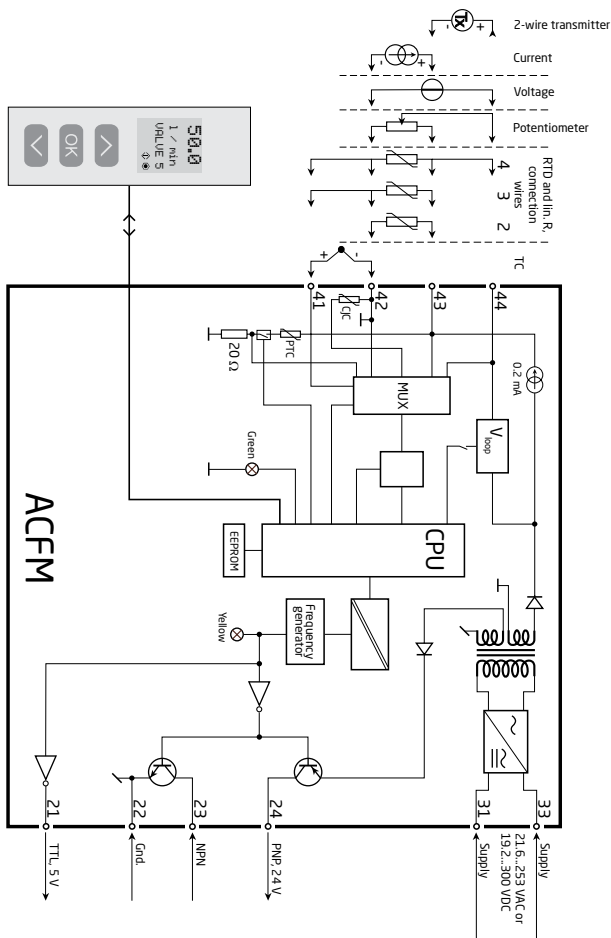 2-wire transmitter
Tx
- +
Current
- +
Voltage
Potentiometer
RTD and lin. R,
connection
wires
4
3
2
TC
+ -
50.0
1 / min
VALVE 5
OK
41
42
43
44
CJC
PTC
20 Ω
0.2 mA
MUX
Vloop
Green
CPU
EEPROM
ACFM
Yellow
Frequency
generator
21
22
23
24
31
33
TTL, 5 V
Gnd.
NPN
PNP, 24 V
Supply
Supply
21.6...253 VAC or
19.2...300 VDC